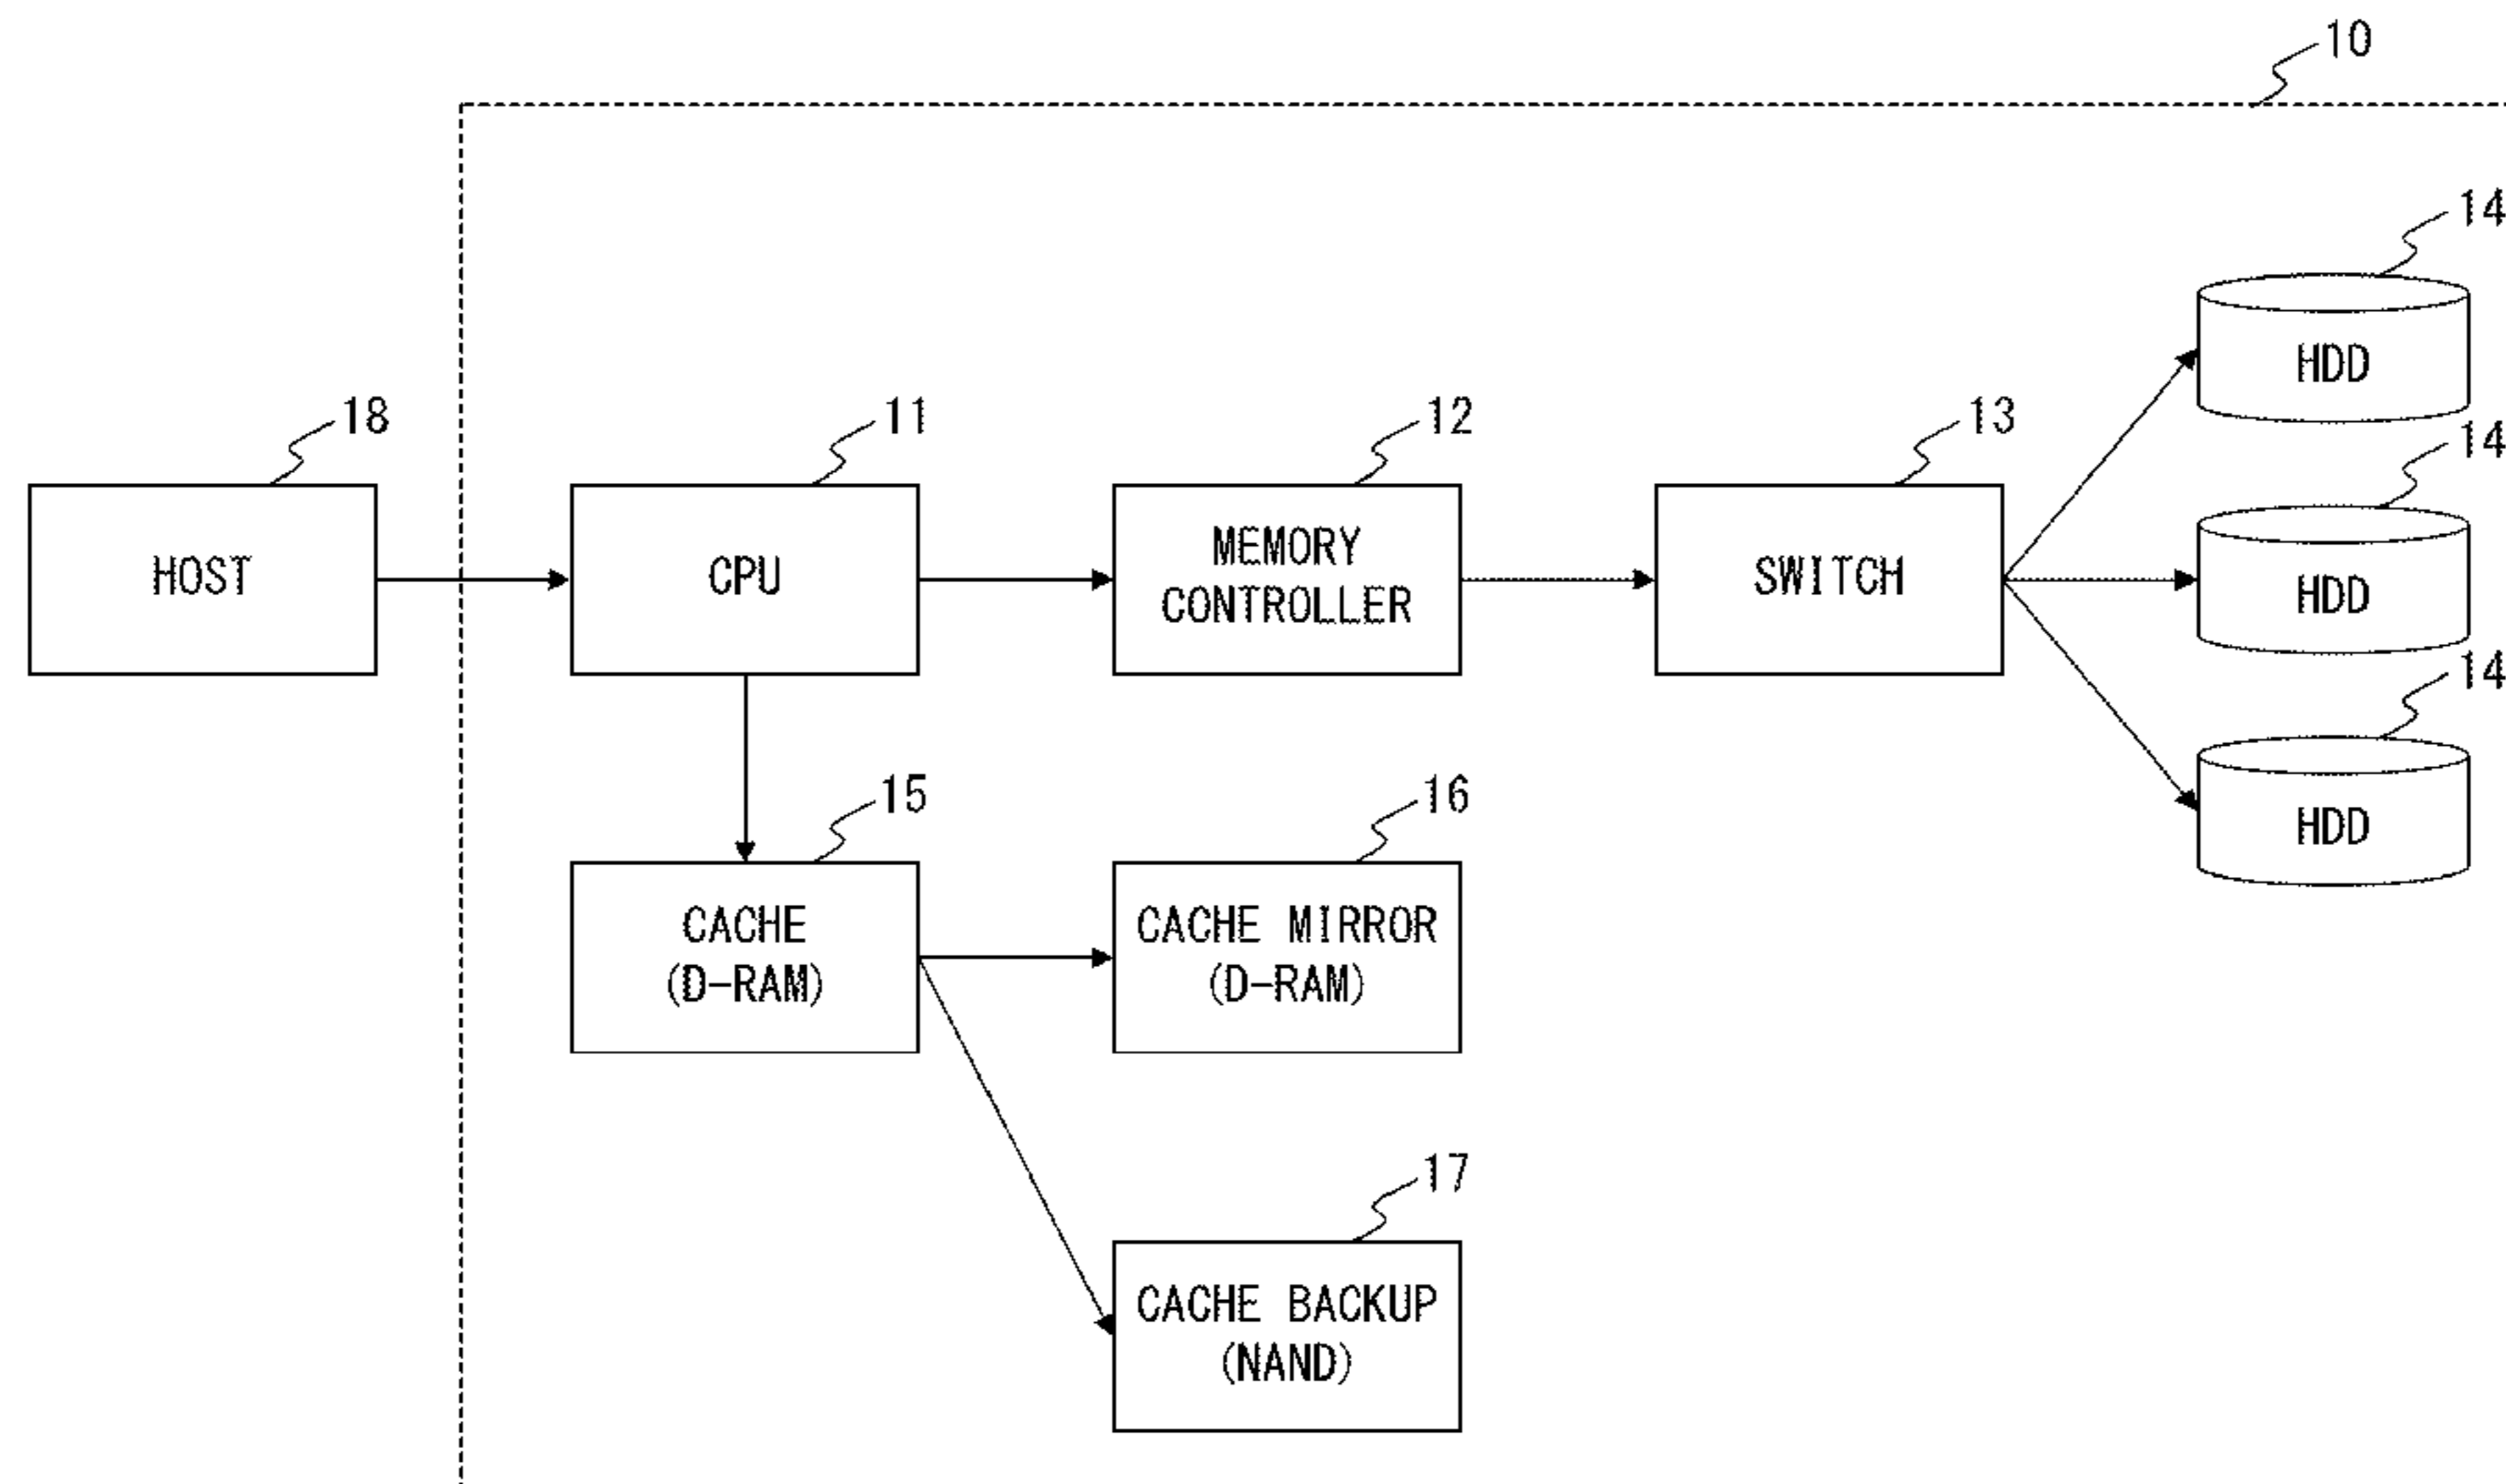 10
14
18
11
12
13
HDD
14
HOST
CPU
MEMORY
CONTROLLER
SWITCH
HDD
14
15
16
HDD
CACHE
(D-RAM)
CACHE MIRROR
(D-RAM)
17
CACHE BACKUP
(NAND)